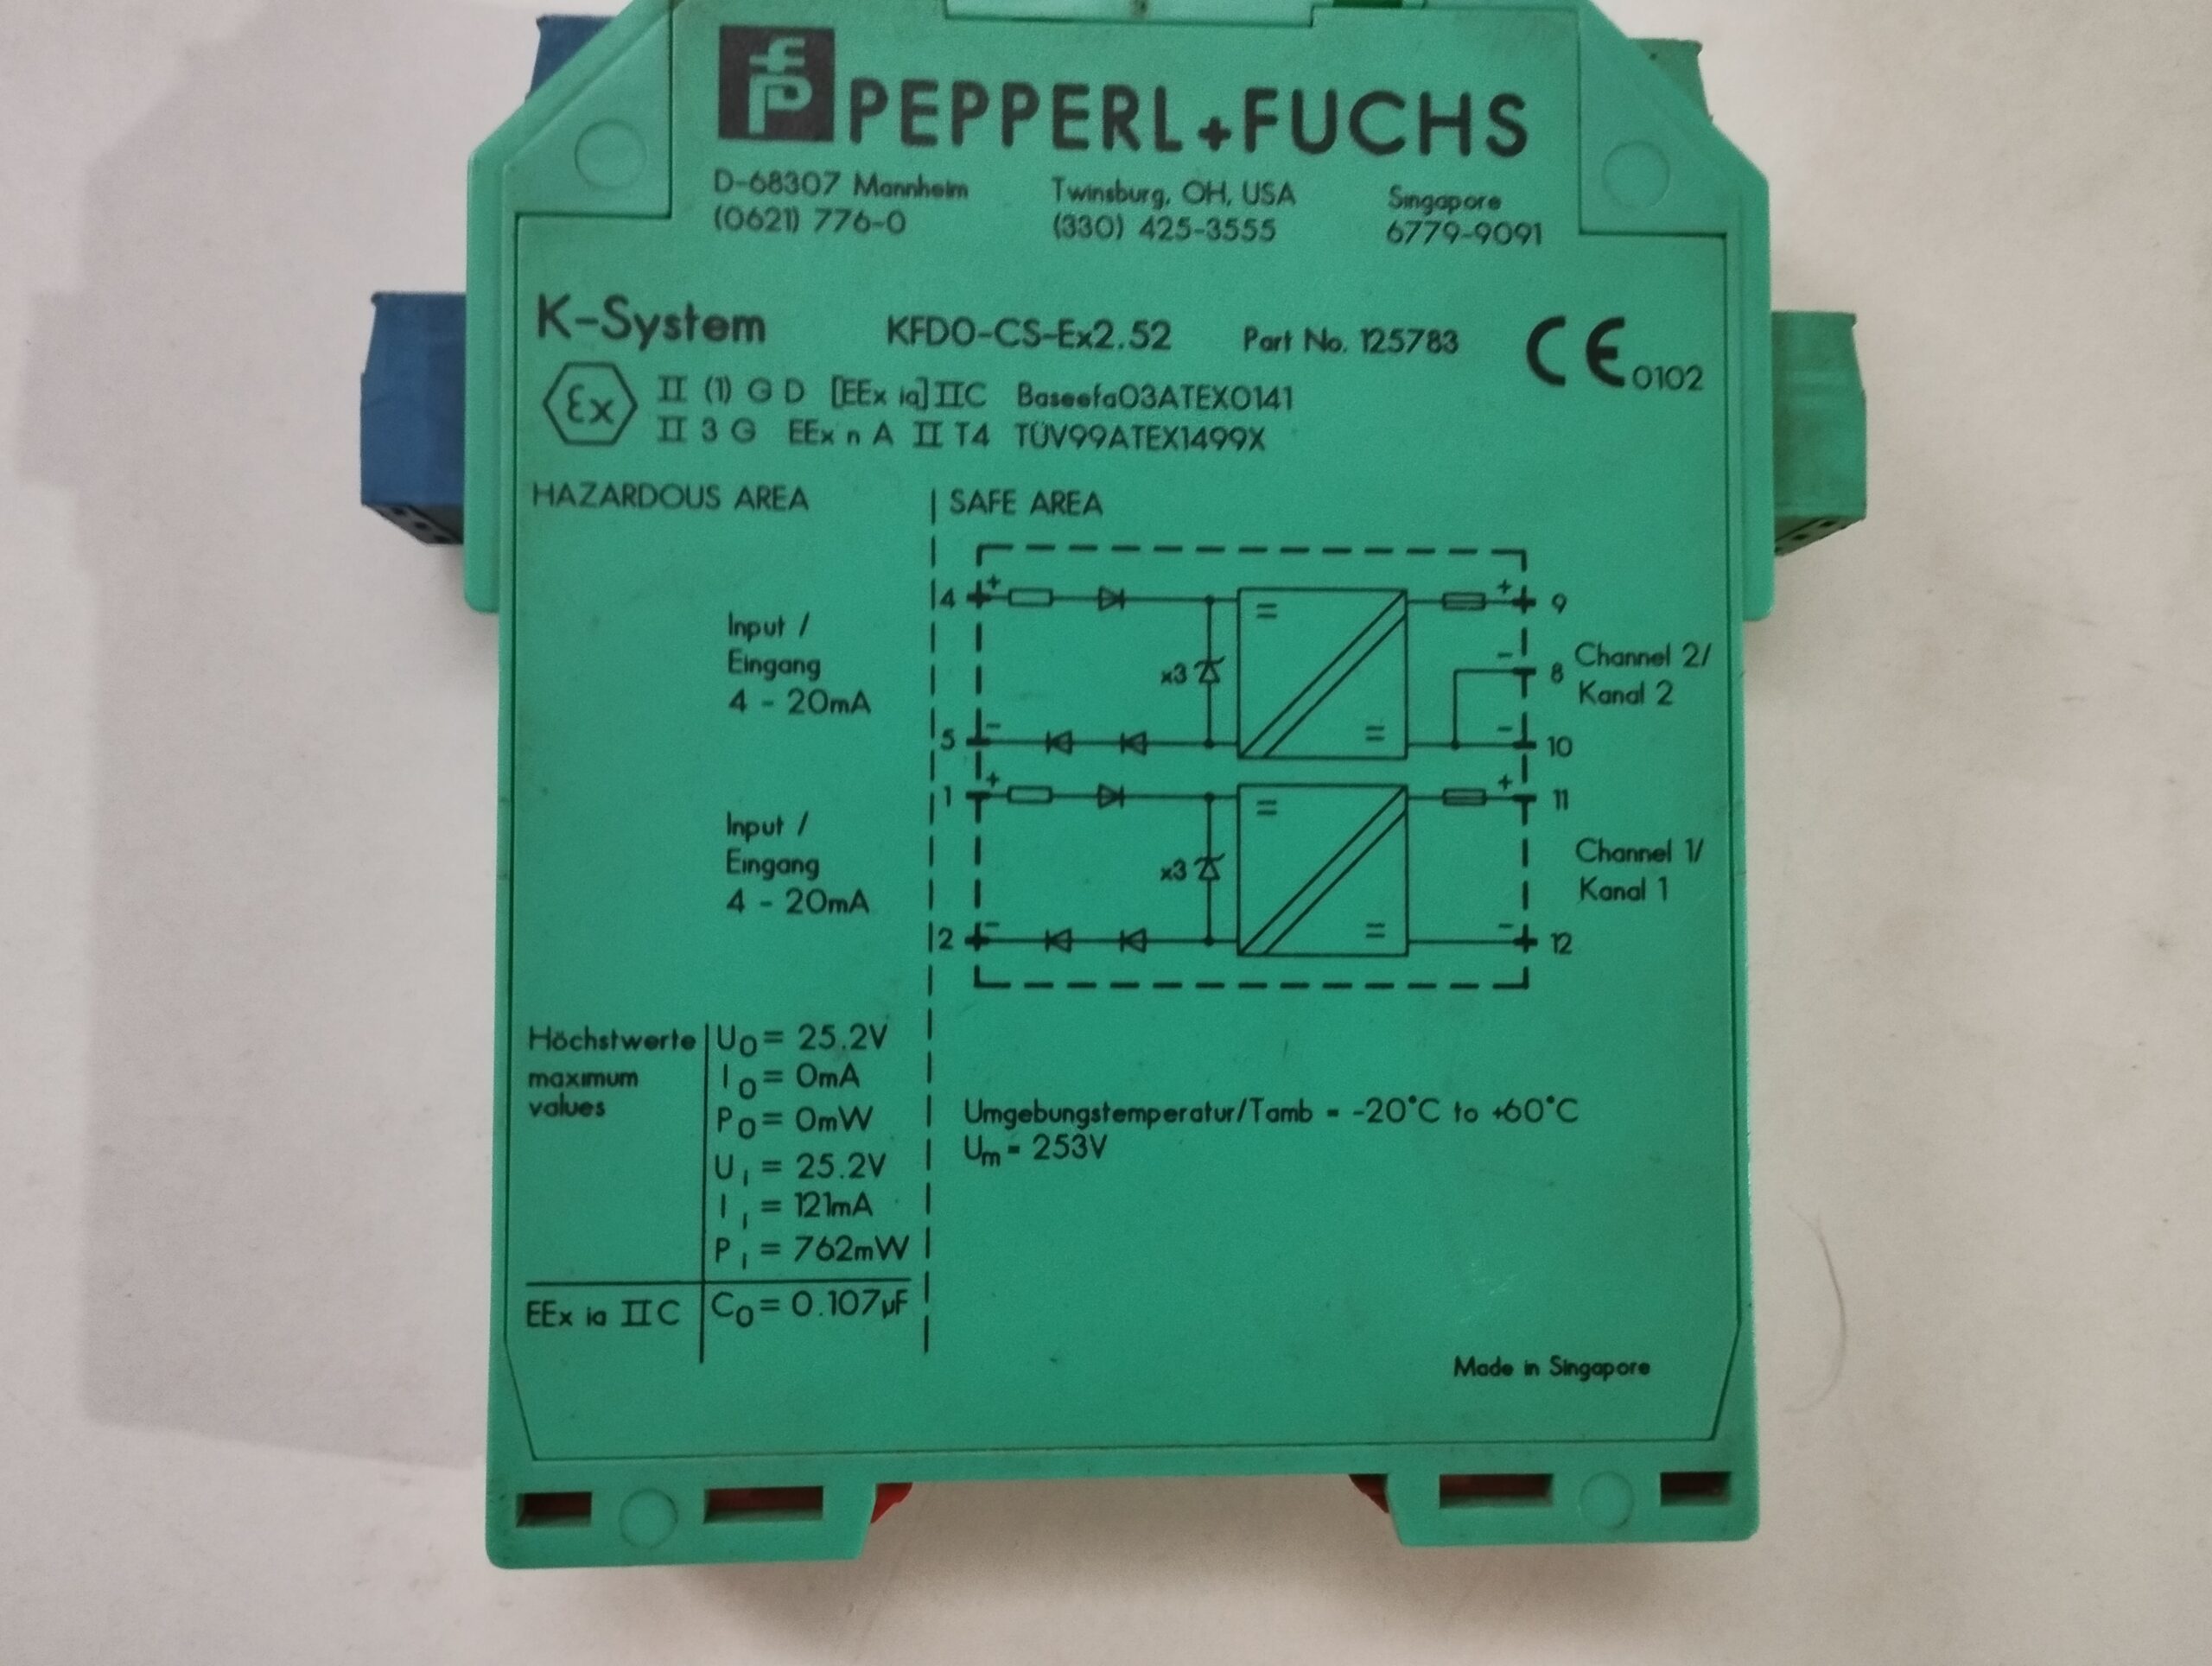 PEPPERL+FUCHS
D-68307 Mannheim Twinsburg, OH, USA Singapore
(0621) 776-0 (330) 425-3555 6779-9091
K-System KFD0-CS-Ex2.52 Part No. 125783 CE 0102
Ex II (1) G D [EEx ia] IIC Baseefa03ATEX0141
II 3 G EEx n A II T4 TÜV99ATEX1499X
HAZARDOUS AREA SAFE AREA
4 + = + 9
Input /
Eingang
4 - 20mA
x3 - 8 Channel 2/
Kanal 2
5 - = - 10
1 + = + 11
Input /
Eingang
4 - 20mA
x3 Channel 1/
Kanal 1
2 - = - 12
Höchstwerte U0 = 25.2V
maximum I0 = 0mA
values P0 = 0mW
Ui = 25.2V
Ii = 121mA
Pi = 762mW
EEx ia IIC C0 = 0.107µF
Umgebungstemperatur/Tamb = -20°C to +60°C
Um = 253V
Made in Singapore